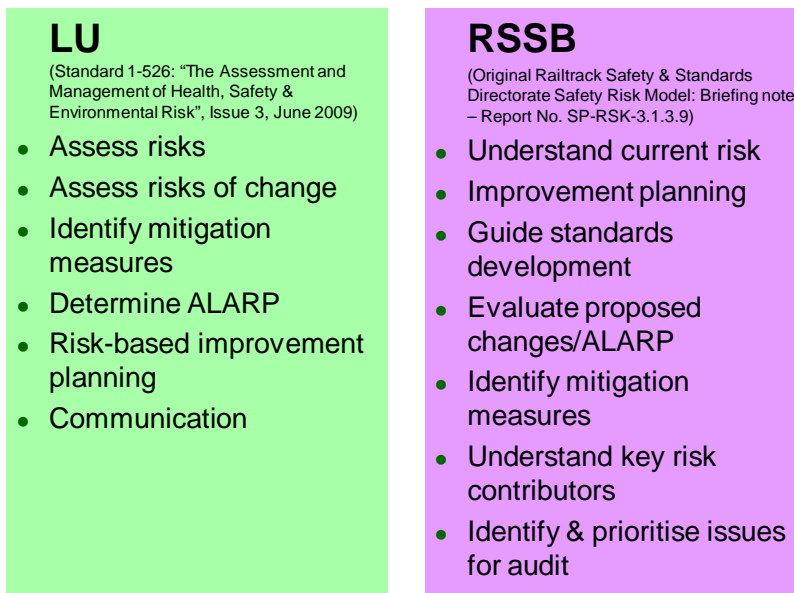 LU
(Standard 1-526: “The Assessment and
Management of Health, Safety &
Environmental Risk”, Issue 3, June 2009)
● Assess risks
● Assess risks of change
● Identify mitigation
measures
● Determine ALARP
● Risk-based improvement
planning
● Communication
RSSB
(Original Railtrack Safety & Standards
Directorate Safety Risk Model: Briefing note
– Report No. SP-RSK-3.1.3.9)
● Understand current risk
● Improvement planning
● Guide standards
development
● Evaluate proposed
changes/ALARP
● Identify mitigation
measures
● Understand key risk
contributors
● Identify & prioritise issues
for audit